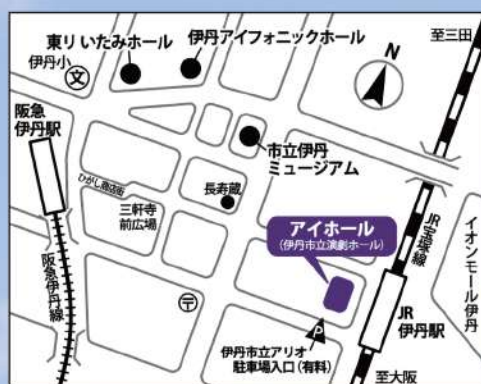 東リ いたみホール
伊丹アイフォニックホール
伊丹小
文
N
至三田
阪急
伊丹駅
市立伊丹
ミュージアム
ひがし商店街
長寿蔵
三軒寺
前広場
アイホール
(伊丹市立演劇ホール)
JR宝塚線
イオンモール伊丹
阪急伊丹線
〒
P
JR
伊丹駅
伊丹市立アリオ
駐車場入口(有料)
至大阪